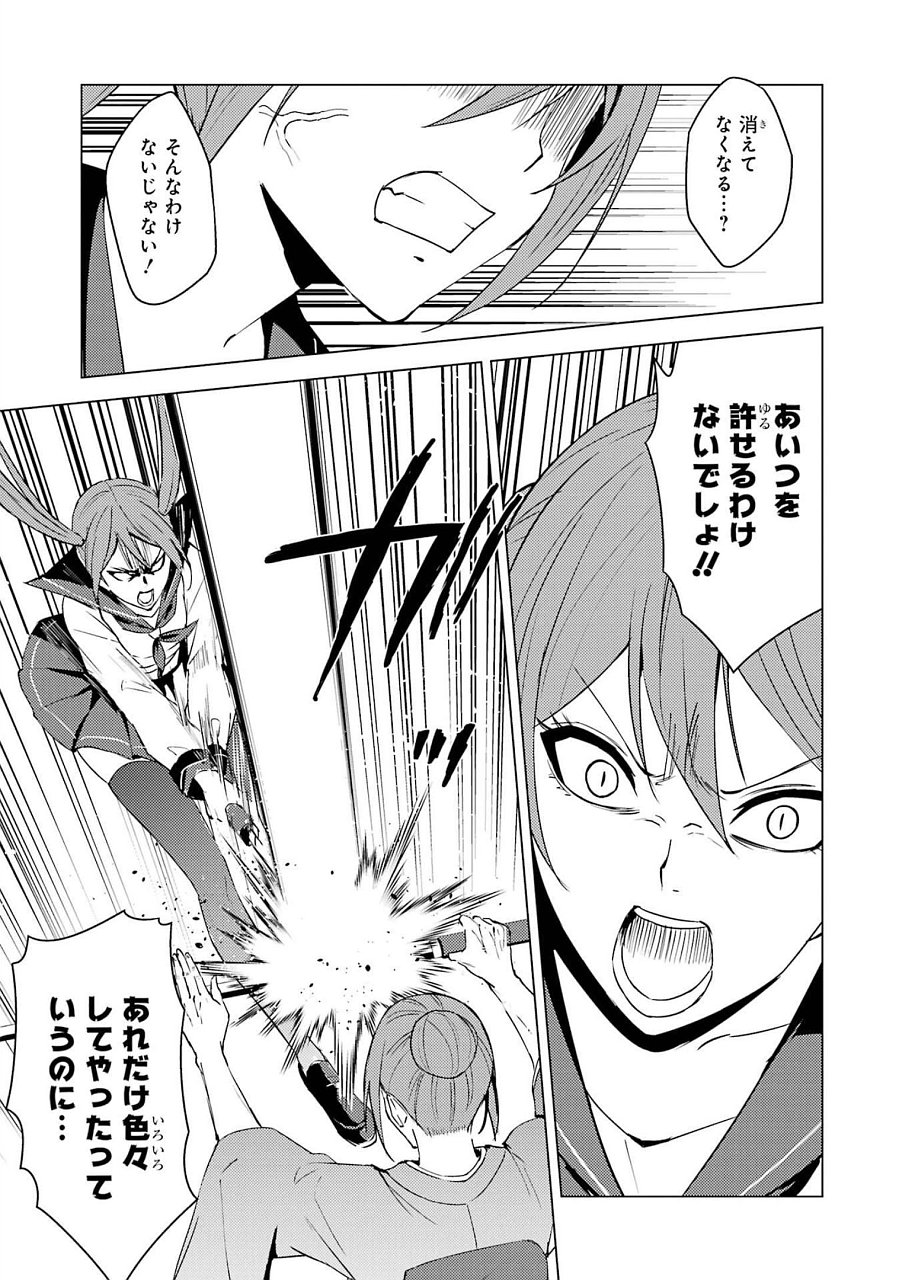 消えて
なくなる…?
そんなわけ
ないじゃない!
あいつを
許せるわけ
ないでしょ!!
ガッ
あれだけ色々
してやったって
いうのに…